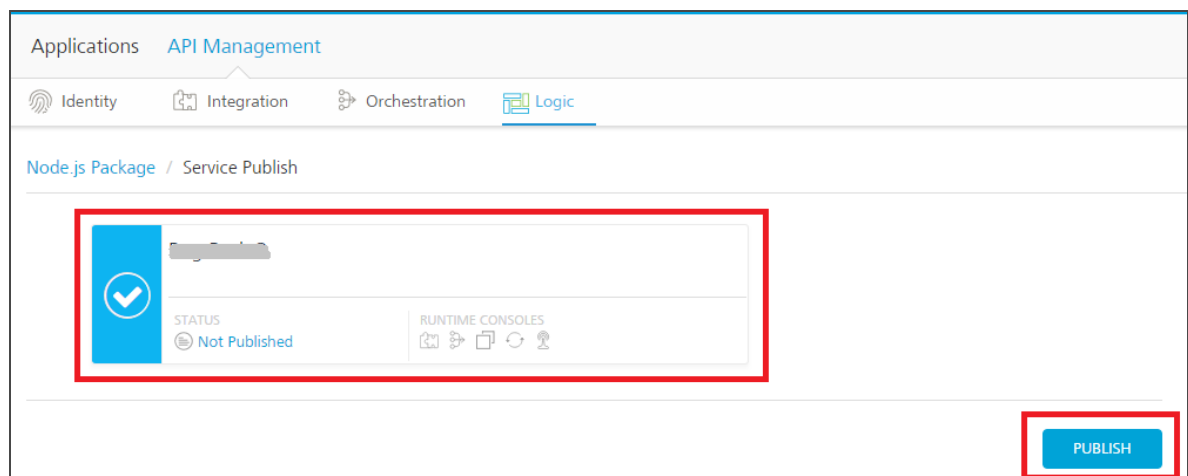 Applications API Management
Identity Integration Orchestration Logic
Node.js Package / Service Publish
STATUS RUNTIME CONSOLES
Not Published
PUBLISH